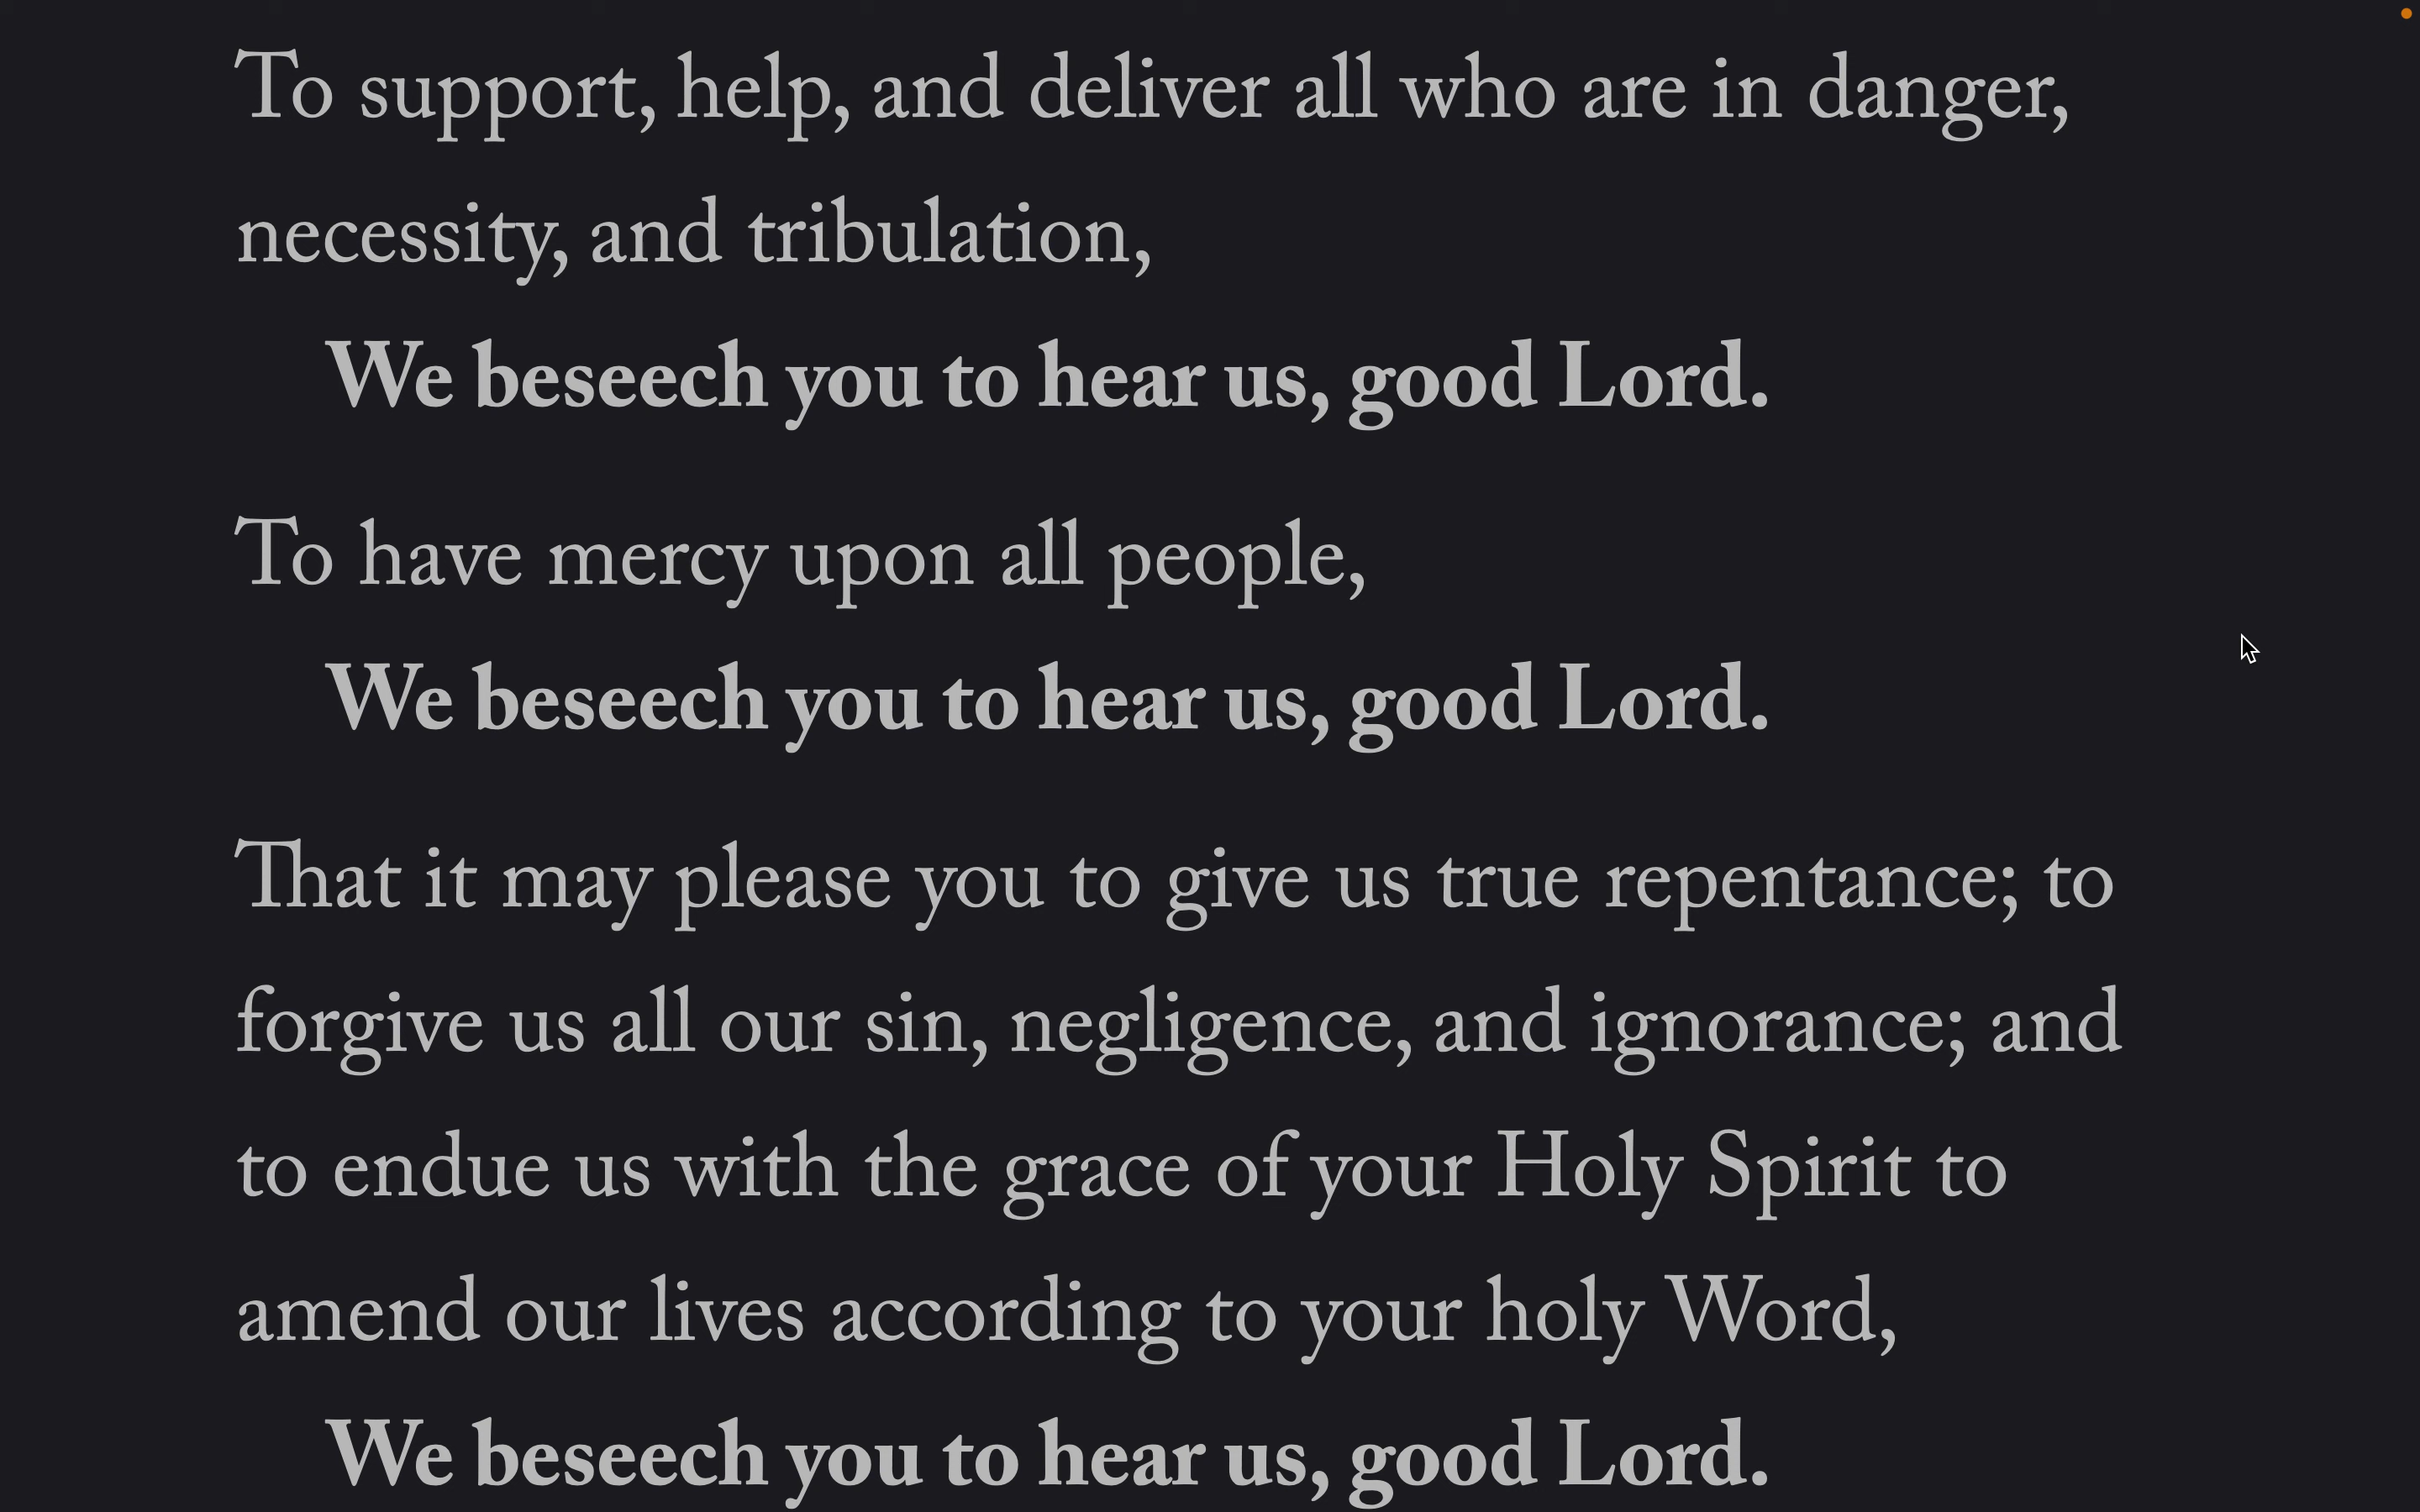 To support, help, and deliver all who are in danger,
necessity, and tribulation,
We beseech you to hear us, good Lord.
To have mercy upon all people,
We beseech you to hear us, good Lord.
That it may please you to give us true repentance; to
forgive us all our sin, negligence, and ignorance; and
to endue us with the grace of your Holy Spirit to
amend our lives according to your holy Word,
We beseech you to hear us, good Lord.